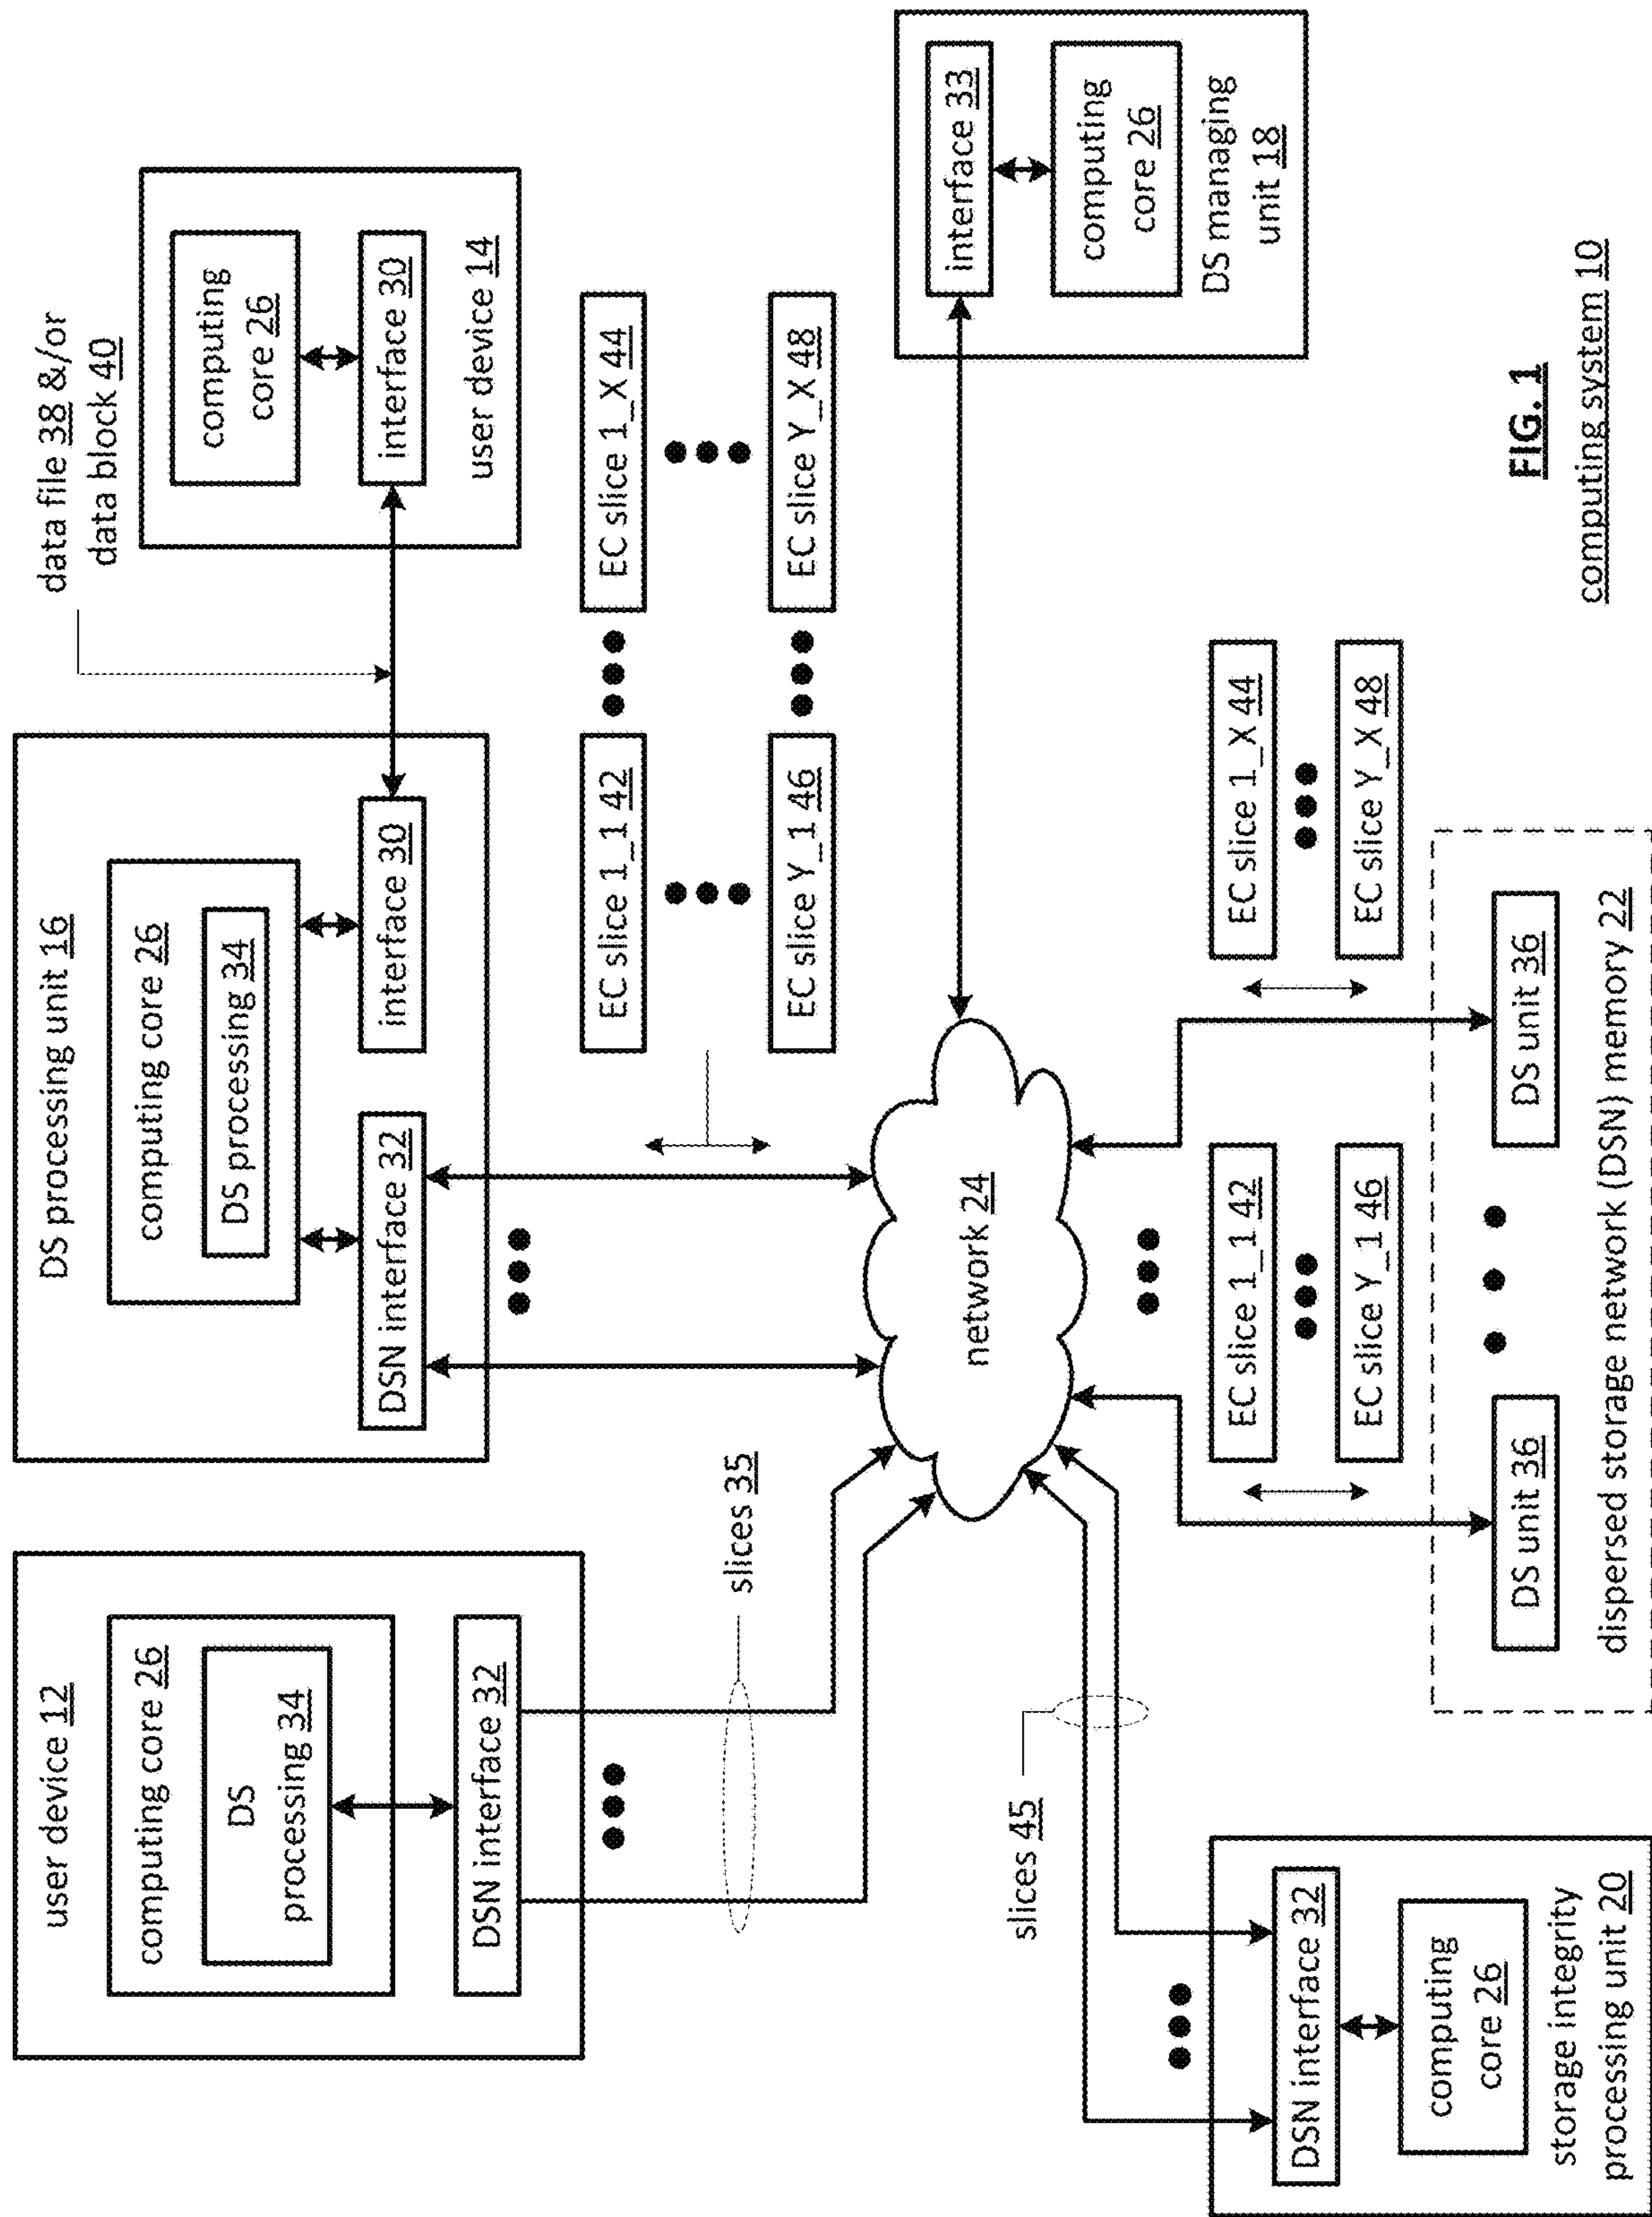 user device 12
computing core 26
DS
processing 34
DSN interface 32
DS processing unit 16
computing core 26
DS processing 34
DSN interface 32
interface 30
data file 38 &/or
data block 40
computing
core 26
interface 30
user device 14
slices 35
EC slice 1_1 42
EC slice 1_X 44
EC slice Y_1 46
EC slice Y_X 48
network 24
interface 33
computing
core 26
DS managing
unit 18
slices 45
DSN interface 32
computing
core 26
storage integrity
processing unit 20
EC slice 1_1 42
EC slice Y_1 46
EC slice 1_X 44
EC slice Y_X 48
DS unit 36
DS unit 36
dispersed storage network (DSN) memory 22
FIG. 1
computing system 10